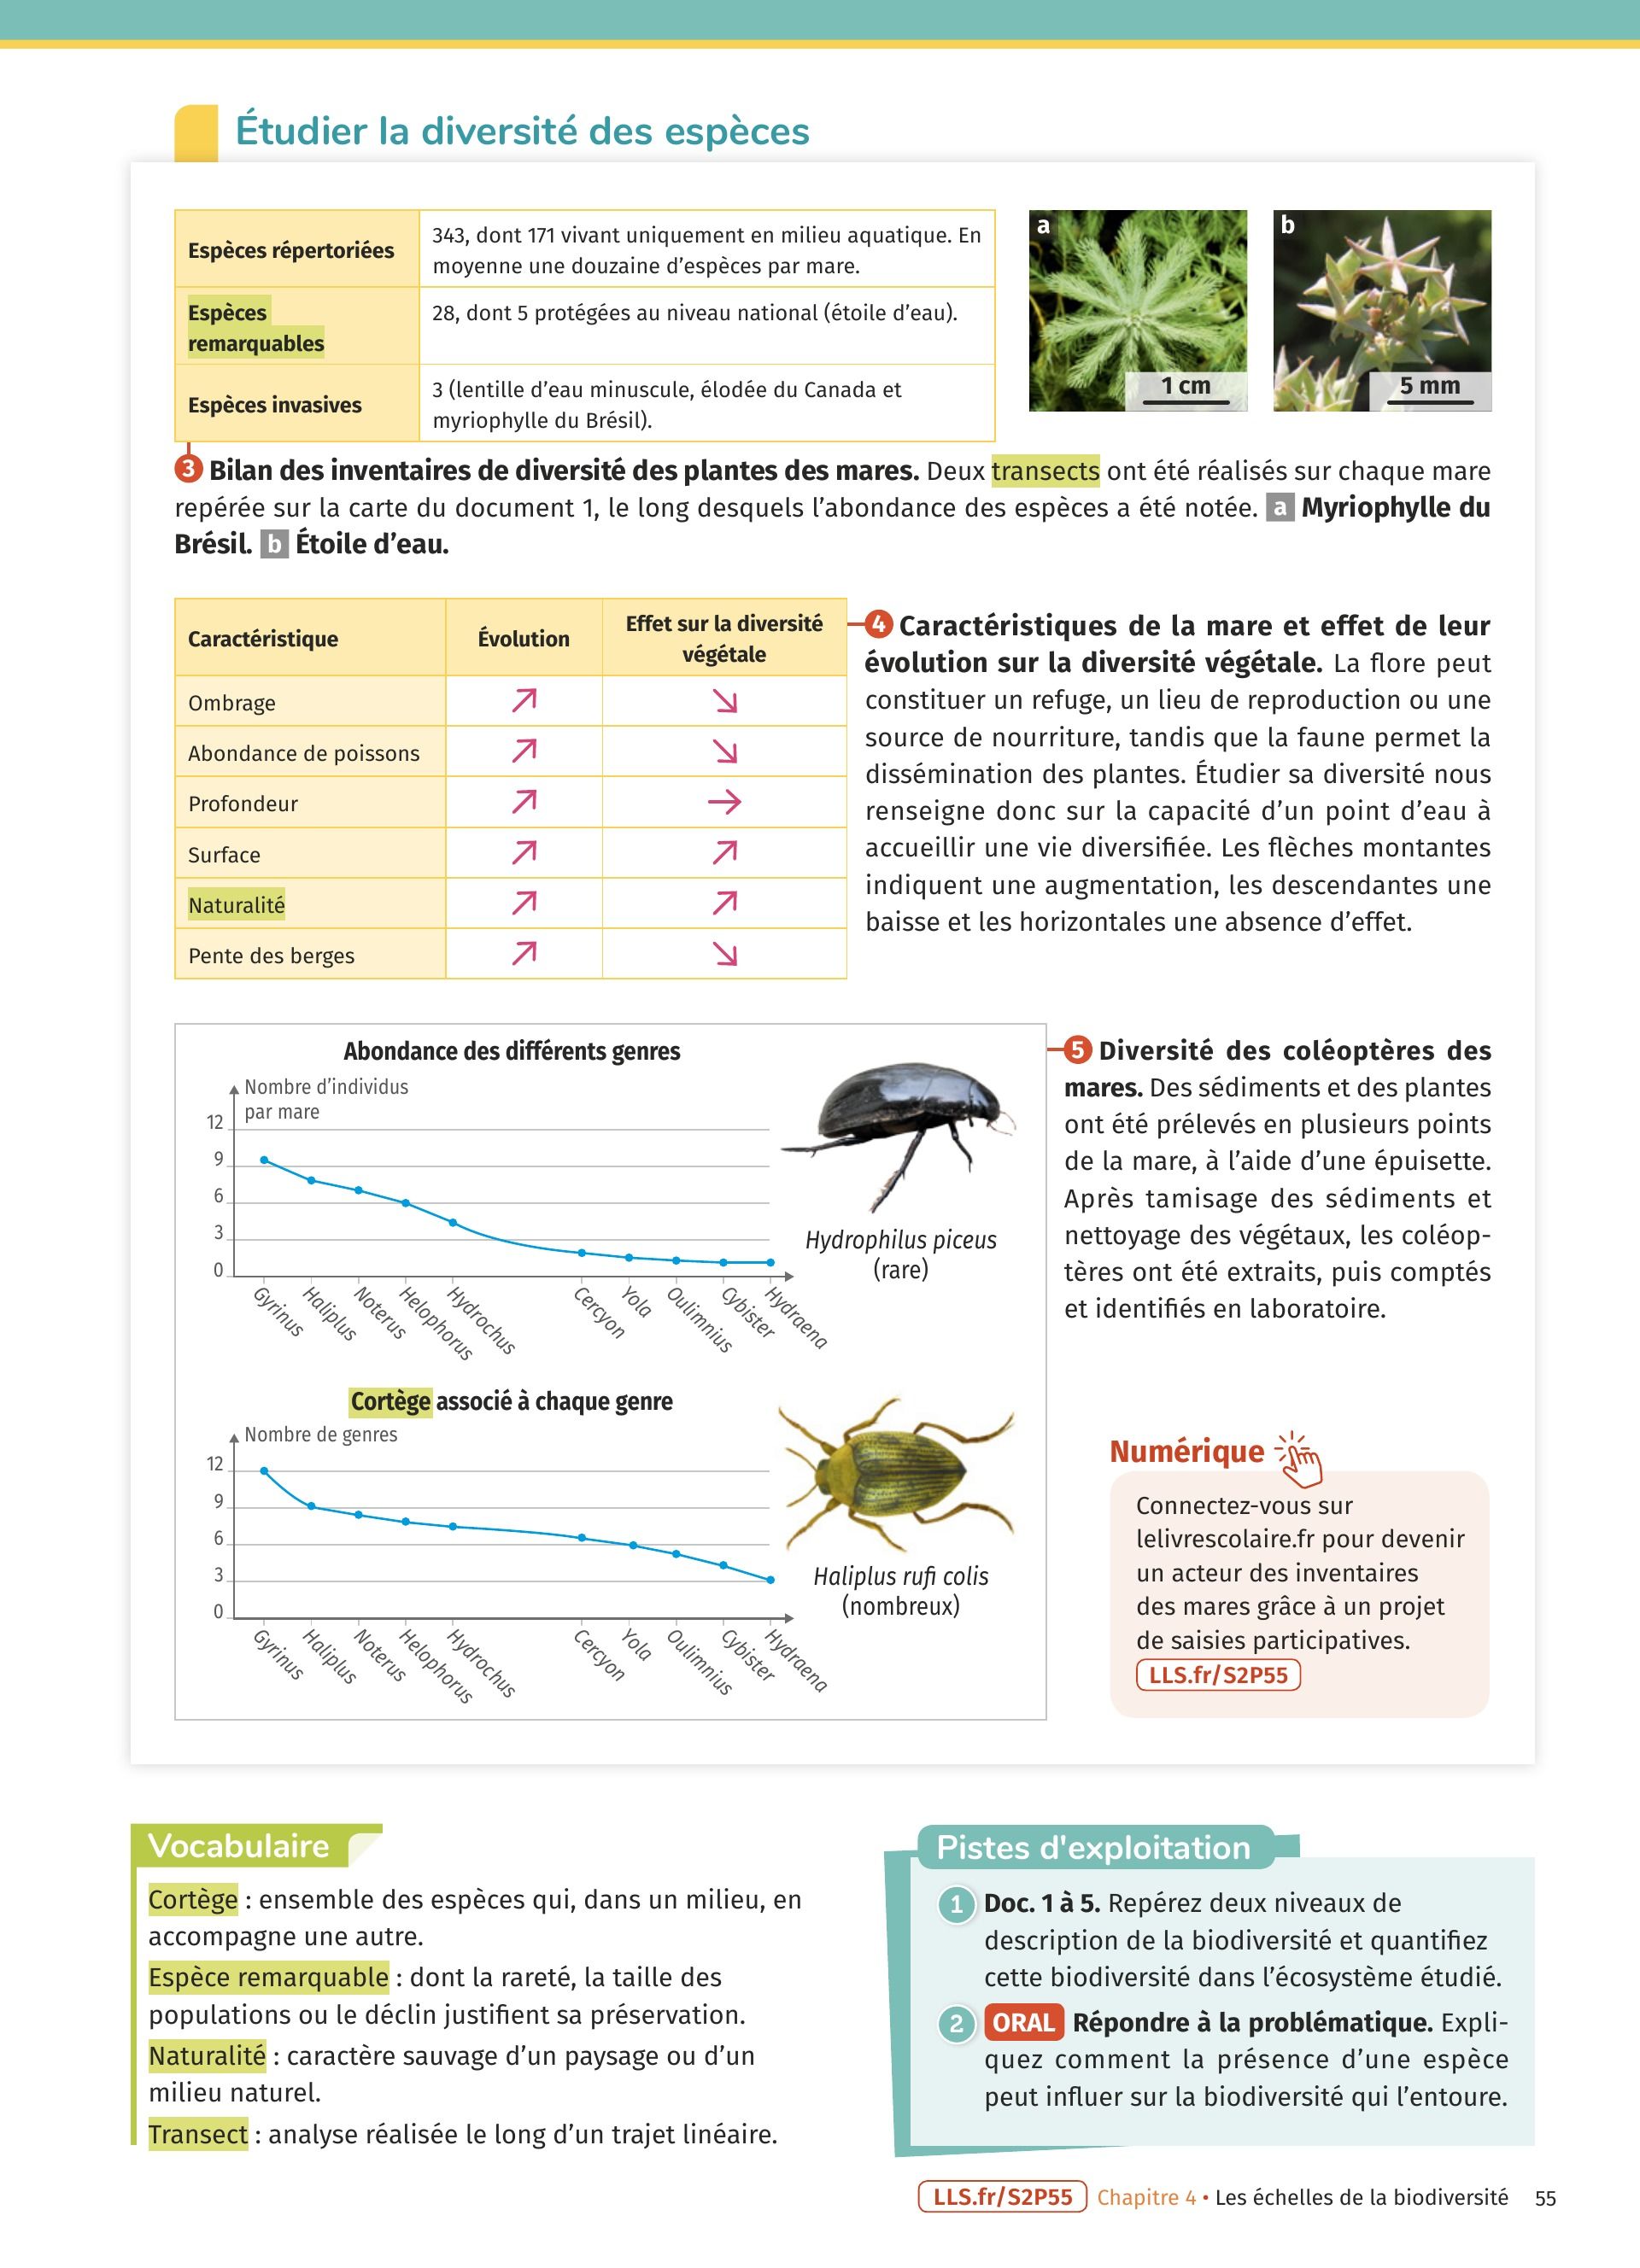 Étudier la diversité des espèces
Espèces répertoriées
343, dont 171 vivant uniquement en milieu aquatique. En
moyenne une douzaine d'espèces par mare.
Espèces
remarquables
28, dont 5 protégées au niveau national (étoile d'eau).
Espèces invasives
3 (lentille d'eau minuscule, élodée du Canada et
myriophylle du Brésil).
a
1 cm
b
5 mm
3 Bilan des inventaires de diversité des plantes des mares. Deux transects ont été réalisés sur chaque mare
repérée sur la carte du document 1, le long desquels l'abondance des espèces a été notée. a Myriophylle du
Brésil. b Étoile d'eau.
Caractéristique
Évolution
Effet sur la diversité
végétale
Ombrage ↗ ↘
Abondance de poissons ↗ ↘
Profondeur ↗ →
Surface ↗ ↗
Naturalité ↗ ↗
Pente des berges ↗ ↘
4 Caractéristiques de la mare et effet de leur
évolution sur la diversité végétale. La flore peut
constituer un refuge, un lieu de reproduction ou une
source de nourriture, tandis que la faune permet la
dissémination des plantes. Étudier sa diversité nous
renseigne donc sur la capacité d'un point d'eau à
accueillir une vie diversifiée. Les flèches montantes
indiquent une augmentation, les descendantes une
baisse et les horizontales une absence d'effet.
Abondance des différents genres
Nombre d'individus
par mare
12
9
6
3
0
Gyrinus
Haliplus
Noterus
Helophorus
Hydrochus
Cercyon
Yola
Oulimnius
Cybister
Hydraena
Hydrophilus piceus
(rare)
Cortège associé à chaque genre
Nombre de genres
12
9
6
3
0
Gyrinus
Haliplus
Noterus
Helophorus
Hydrochus
Cercyon
Yola
Oulimnius
Cybister
Hydraena
Haliplus rufi colis
(nombreux)
5 Diversité des coléoptères des
mares. Des sédiments et des plantes
ont été prélevés en plusieurs points
de la mare, à l'aide d'une épuisette.
Après tamisage des sédiments et
nettoyage des végétaux, les coléop-
tères ont été extraits, puis comptés
et identifiés en laboratoire.
Numérique
Connectez-vous sur
lelivrescolaire.fr pour devenir
un acteur des inventaires
des mares grâce à un projet
de saisies participatives.
LLS.fr/S2P55
Vocabulaire
Cortège : ensemble des espèces qui, dans un milieu, en
accompagne une autre.
Espèce remarquable : dont la rareté, la taille des
populations ou le déclin justifient sa préservation.
Naturalité : caractère sauvage d'un paysage ou d'un
milieu naturel.
Transect : analyse réalisée le long d'un trajet linéaire.
Pistes d'exploitation
1 Doc. 1 à 5. Repérez deux niveaux de
description de la biodiversité et quantifiez
cette biodiversité dans l'écosystème étudié.
2 ORAL Répondre à la problématique. Expli-
quez comment la présence d'une espèce
peut influer sur la biodiversité qui l'entoure.
LLS.fr/S2P55 Chapitre 4 • Les échelles de la biodiversité 55